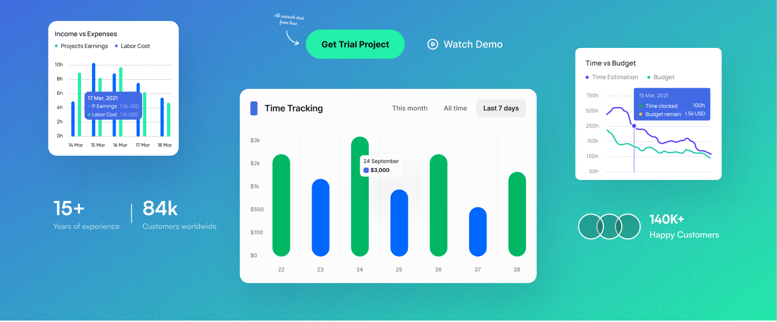 All research start
from here
Get Trial Project
Watch Demo
Income vs Expenses
Projects Earnings
Labor Cost
10h
8h
6h
4h
2h
0h
17 Mar, 2021
P. Earnings 1.5k USD
Labor Cost 1.5k USD
14 Mar
15 Mar
16 Mar
17 Mar
18 Mar
15+
Years of experience
84k
Customers worldwide
Time Tracking
This month
All time
Last 7 days
$3k
$2k
$1k
$500
$100
$0
24 September
$3,000
22
23
24
25
26
27
28
Time vs Budget
Time Estimation
Budget
750h
500h
250h
150h
100h
50h
15 Mar, 2021
Time clocked 100h
Budget remain 1.5k USD
140K+
Happy Customers